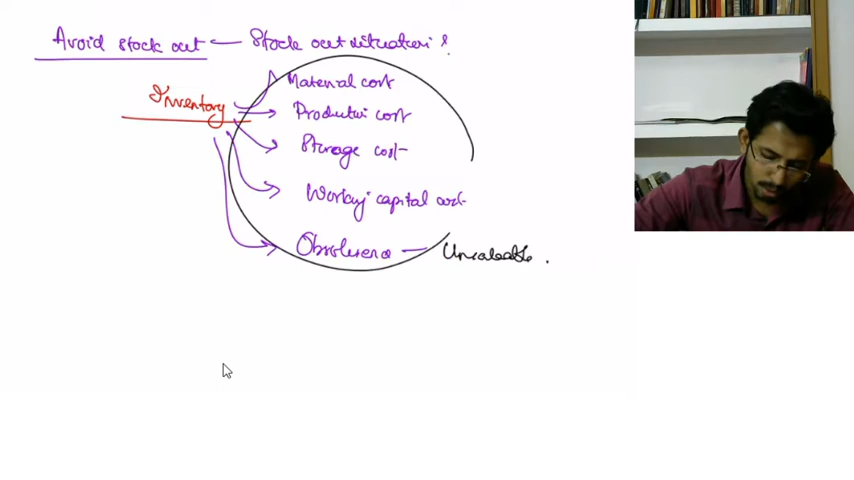 Avoid stock out — Stock out situation
Inventory
Material cost
Production cost
Storage cost
Working capital cost
Obsolescence — Unsaleable.